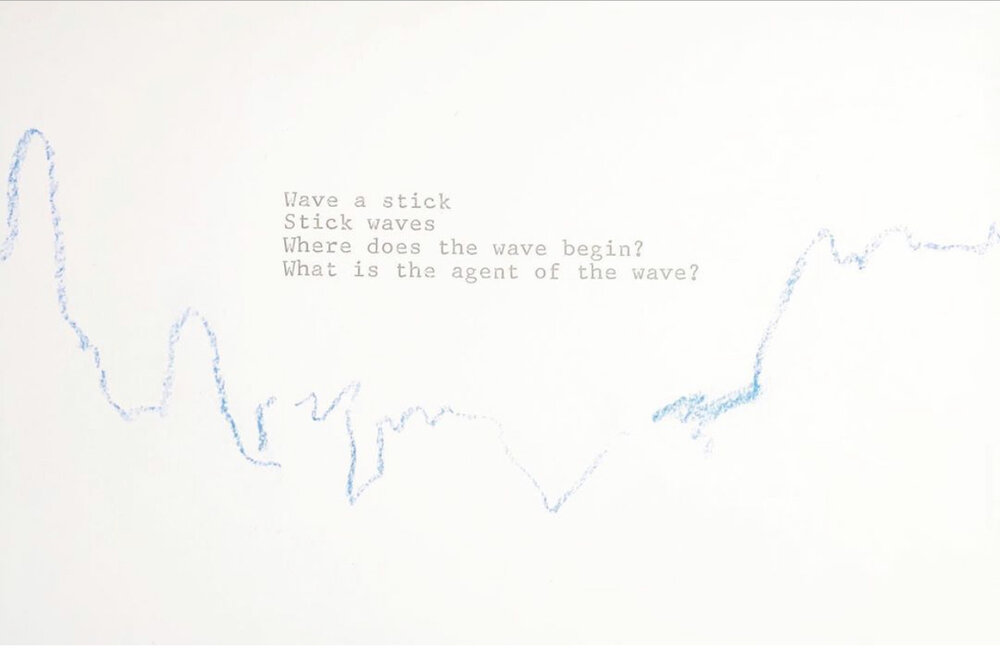 Wave a stick
Stick waves
Where does the wave begin?
What is the agent of the wave?